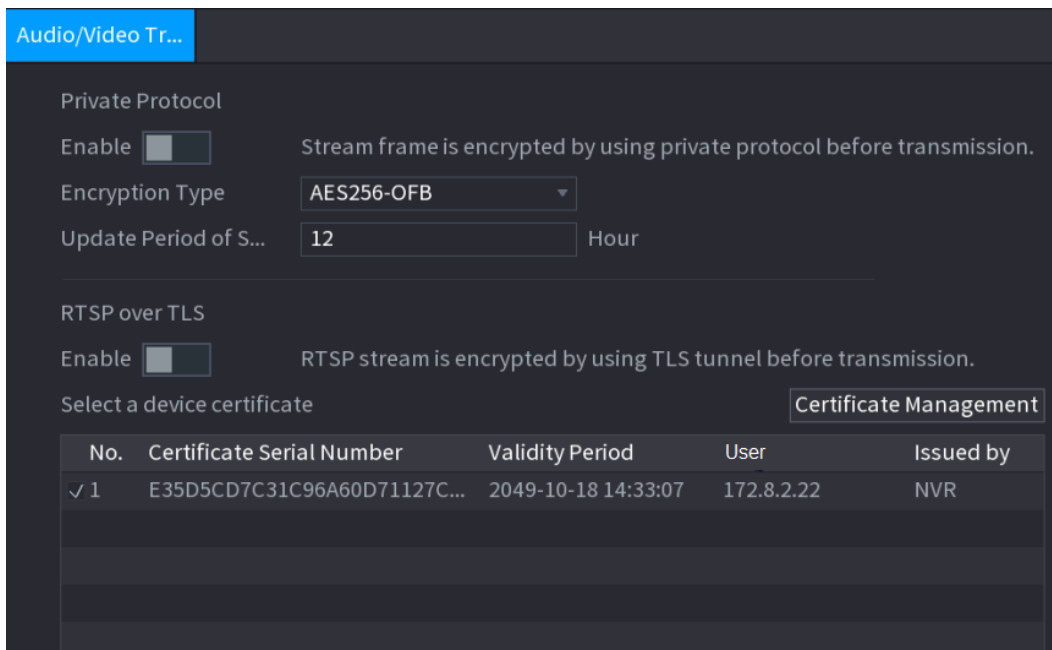 Audio/Video Tr...
Private Protocol
Enable Stream frame is encrypted by using private protocol before transmission.
Encryption Type AES256-OFB
Update Period of S... 12 Hour
RTSP over TLS
Enable RTSP stream is encrypted by using TLS tunnel before transmission.
Select a device certificate Certificate Management
No. Certificate Serial Number Validity Period User Issued by
1 E35D5CD7C31C96A60D71127C... 2049-10-18 14:33:07 172.8.2.22 NVR